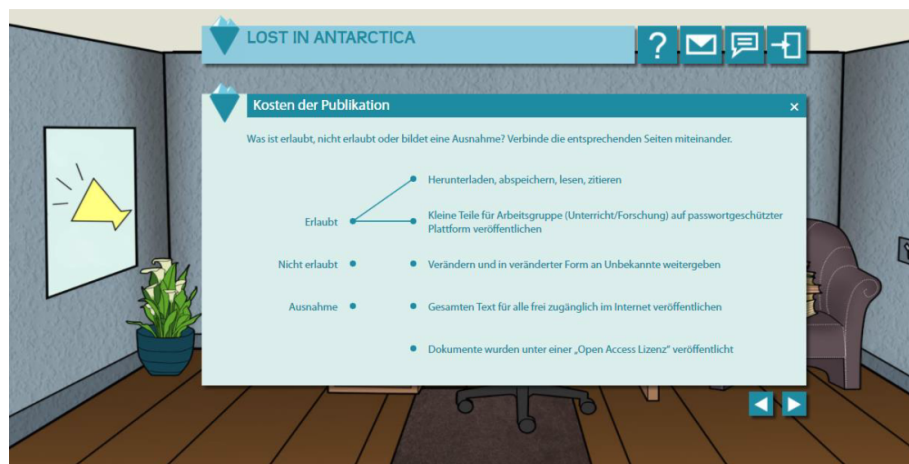 LOST IN ANTARCTICA
?
Kosten der Publikation
×
Was ist erlaubt, nicht erlaubt oder bildet eine Ausnahme? Verbinde die entsprechenden Seiten miteinander.
Herunterladen, abspeichern, lesen, zitieren
Erlaubt
Kleine Teile für Arbeitsgruppe (Unterricht/Forschung) auf passwortgeschützter
Plattform veröffentlichen
Nicht erlaubt
Verändern und in veränderter Form an Unbekannte weitergeben
Ausnahme
Gesamten Text für alle frei zugänglich im Internet veröffentlichen
Dokumente wurden unter einer „Open Access Lizenz" veröffentlicht